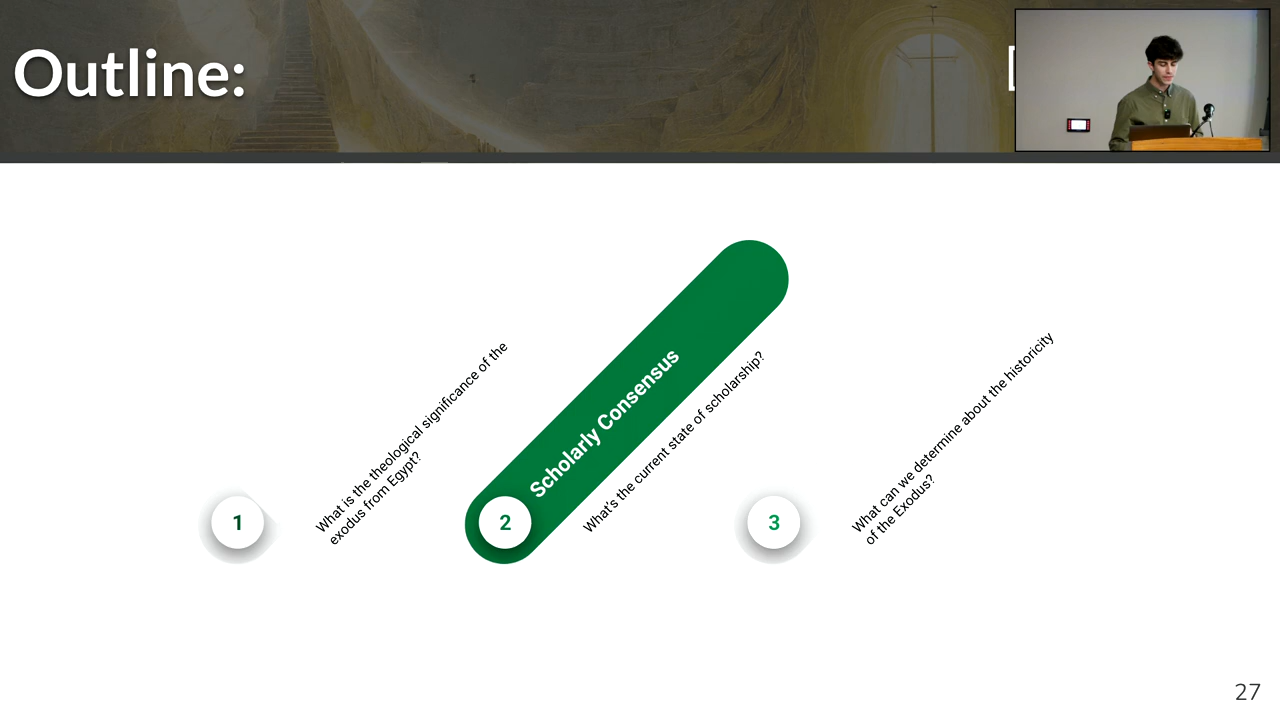 Outline:
1
What is the theological significance of the
exodus from Egypt?
2
Scholarly Consensus
What's the current state of scholarship?
3
What can we determine about the historicity
of the Exodus?
27